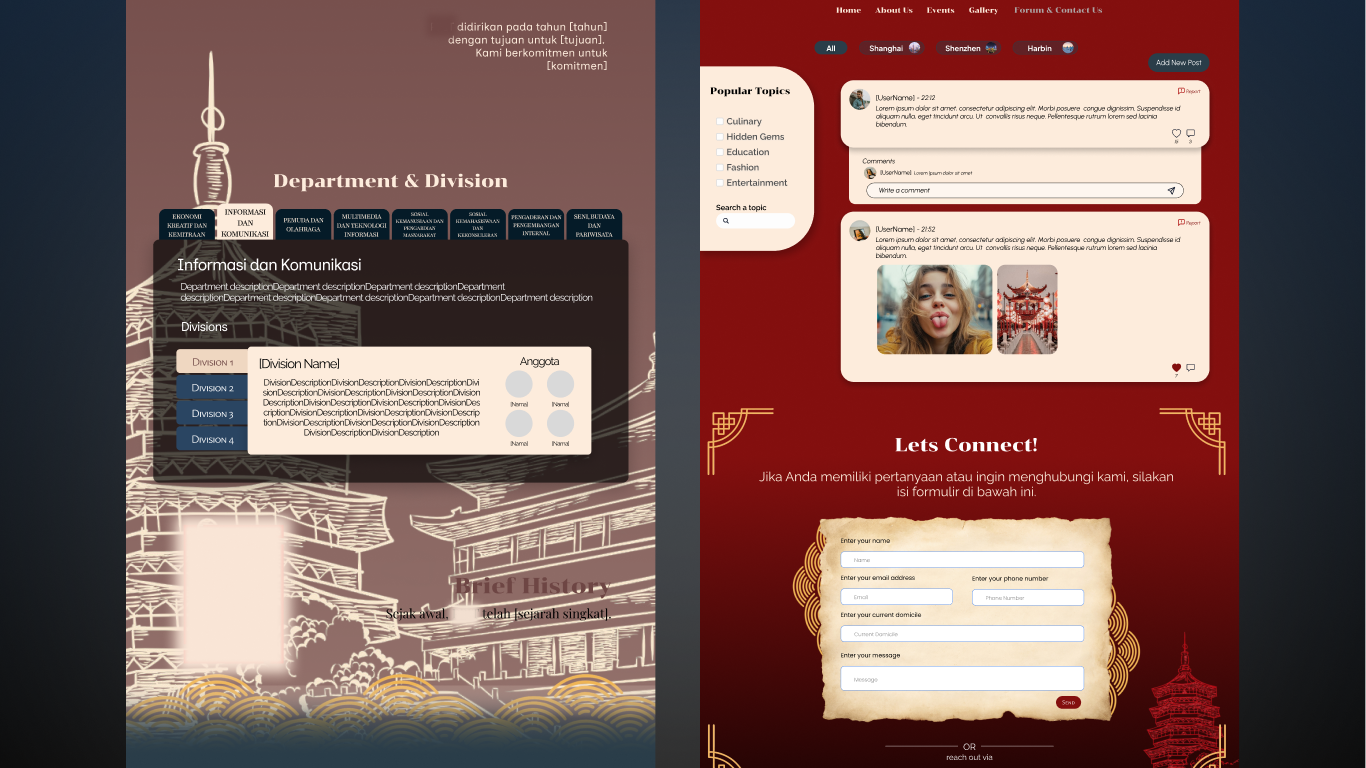 didirikan pada tahun [tahun]
dengan tujuan untuk [tujuan].
Kami berkomitmen untuk
[komitmen]
Department & Division
EKONOMI
KREATIF DAN
KEMITRAAN
INFORMASI
DAN
KOMUNIKASI
PEMUDA DAN
OLAHRAGA
MULTIMEDIA
DAN TEKNOLOGI
INFORMASI
SOSIAL
KEMANUSIAAN DAN
PENGABDIAN
MASYARAKAT
SOSIAL
KEMAHASISWAAN
DAN
KEKONSULERAN
PENGADERAN DAN
PENGEMBANGAN
INTERNAL
SENI, BUDAYA
DAN
PARIWISATA
Informasi dan Komunikasi
Department descriptionDepartment descriptionDepartment descriptionDepartment
descriptionDepartment descriptionDepartment descriptionDepartment descriptionDepartment description
Divisions
DIVISION 1
DIVISION 2
DIVISION 3
DIVISION 4
[Division Name]
DivisionDescriptionDivisionDescriptionDivisionDescriptionDivi
sionDescriptionDivisionDescriptionDivisionDescriptionDivision
DescriptionDivisionDescriptionDivisionDescriptionDivisionDes
criptionDivisionDescriptionDivisionDescriptionDivisionDescrip
tionDivisionDescriptionDivisionDescriptionDivisionDescription
DivisionDescriptionDivisionDescription
Anggota
[Nama]
[Nama]
[Nama]
[Nama]
Brief History
Sejak awal, telah [sejarah singkat].
Home
About Us
Events
Gallery
Forum & Contact Us
All
Shanghai
Shenzhen
Harbin
Add New Post
Popular Topics
Culinary
Hidden Gems
Education
Fashion
Entertainment
Search a topic
[UserName] - 22:12
Report
Lorem ipsum dolor sit amet, consectetur adipiscing elit. Morbi posuere congue dignissim. Suspendisse id
aliquam nulla, eget tincidunt arcu. Ut convallis risus neque. Pellentesque rutrum lorem sed lacinia
bibendum.
Comments
[UserName] Lorem ipsum dolor sit amet
Write a comment
[UserName] - 21:52
Report
Lorem ipsum dolor sit amet, consectetur adipiscing elit. Morbi posuere congue dignissim. Suspendisse id
aliquam nulla, eget tincidunt arcu. Ut convallis risus neque. Pellentesque rutrum lorem sed lacinia
bibendum.
7
Lets Connect!
Jika Anda memiliki pertanyaan atau ingin menghubungi kami, silakan
isi formulir di bawah ini.
Enter your name
Name
Enter your email address
Email
Enter your phone number
Phone Number
Enter your current domicile
Current Domicile
Enter your message
Message
SEND
OR
reach out via